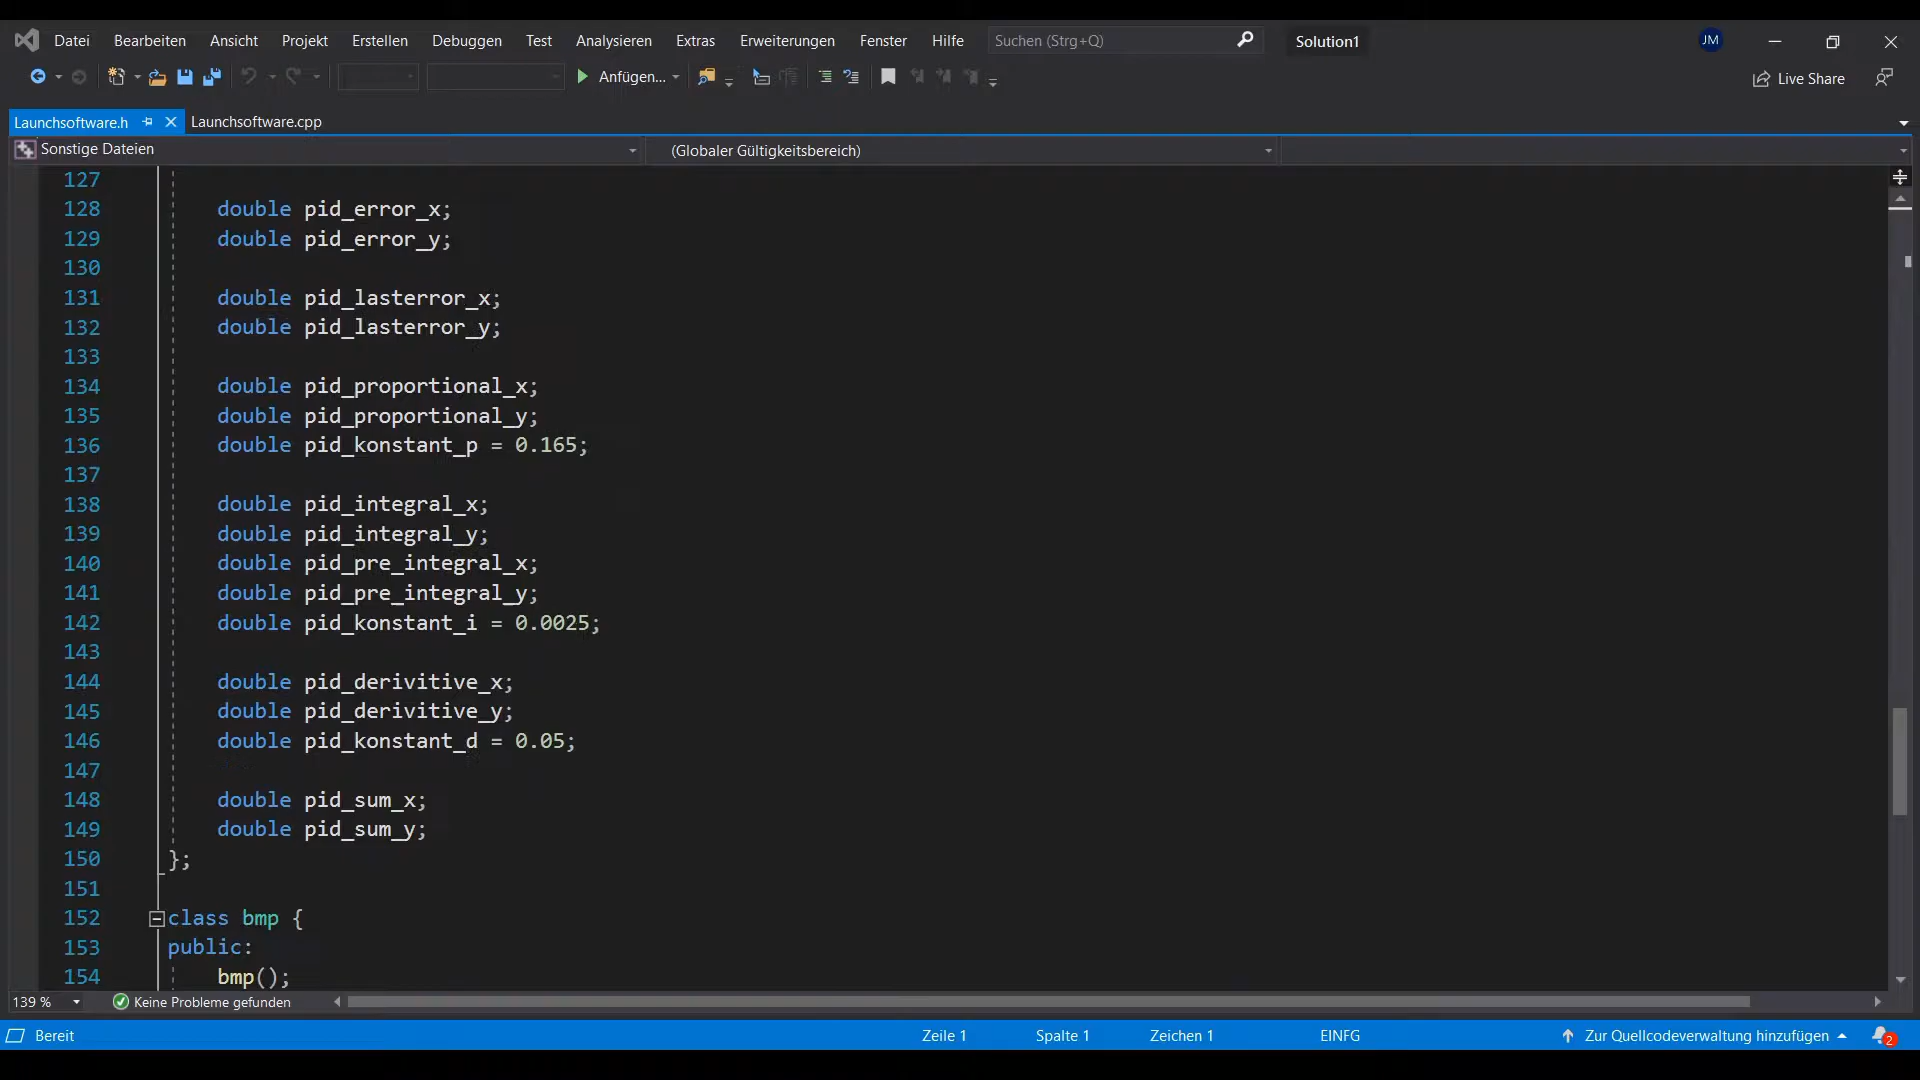 Datei Bearbeiten Ansicht Projekt Erstellen Debuggen Test Analysieren Extras Erweiterungen Fenster Hilfe Suchen (Strg+Q) Solution1 JM
Anfügen... Live Share
Launchsoftware.h Launchsoftware.cpp
Sonstige Dateien (Globaler Gültigkeitsbereich)
127
128 double pid_error_x;
129 double pid_error_y;
130
131 double pid_lasterror_x;
132 double pid_lasterror_y;
133
134 double pid_proportional_x;
135 double pid_proportional_y;
136 double pid_konstant_p = 0.165;
137
138 double pid_integral_x;
139 double pid_integral_y;
140 double pid_pre_integral_x;
141 double pid_pre_integral_y;
142 double pid_konstant_i = 0.0025;
143
144 double pid_derivitive_x;
145 double pid_derivitive_y;
146 double pid_konstant_d = 0.05;
147
148 double pid_sum_x;
149 double pid_sum_y;
150 };
151
152 class bmp {
153 public:
154 bmp();
139 % Keine Probleme gefunden
Bereit Zeile 1 Spalte 1 Zeichen 1 EINFG Zur Quellcodeverwaltung hinzufügen 2